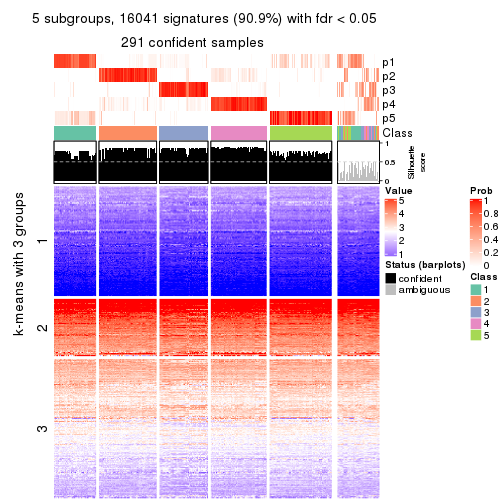 5 subgroups, 16041 signatures (90.9%) with fdr < 0.05
291 confident samples
p1
p2
p3
p4
p5
Class
1
0.5
0
Silhouette
score
k-means with 3 groups
1
2
3
Value
5
4
3
2
1
Status (barplots)
confident
ambiguous
Prob
1
0.8
0.6
0.4
0.2
0
Class
1
2
3
4
5